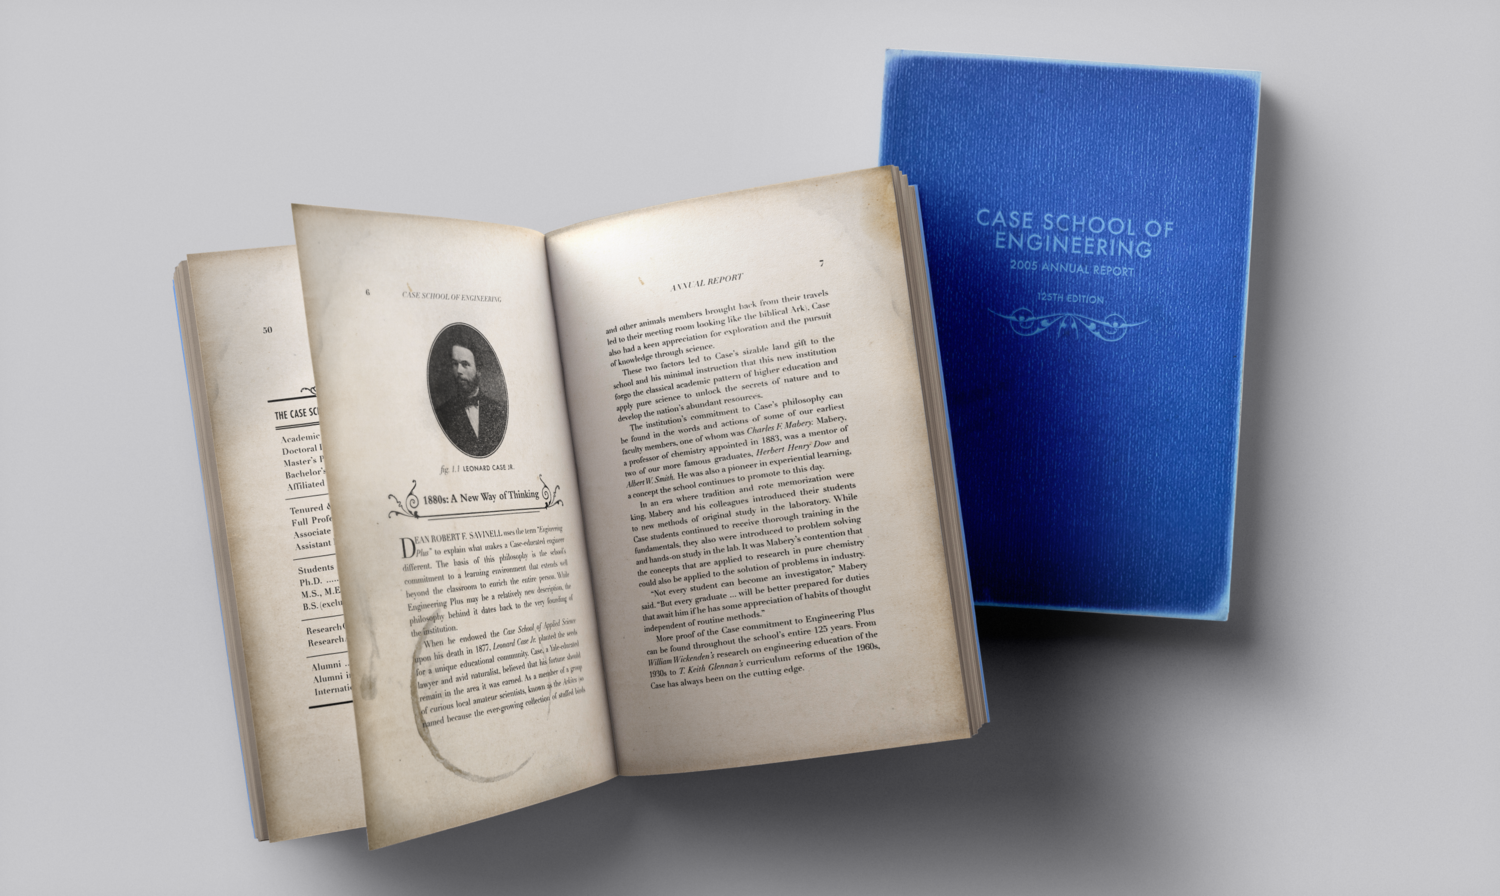 50
THE CASE SC
Academic
Doctoral
Master's
Bachelor's
Affiliated
Tenured
Full Profe
Associate
Assistant
Students
Ph.D. .....
M.S., M.E
B.S. (exclu
Research
Research
Alumni ..
Alumni i
Internatio
6
CASE SCHOOL OF ENGINEERING
fig. 1.1 LEONARD CASE JR.
1880s: A New Way of Thinking
DEAN ROBERT F. SAVINELL uses the term "Engineering
Plus" to explain what makes a Case-educated engineer
different. The basis of this philosophy is the school's
commitment to a learning environment that extends well
beyond the classroom to enrich the entire person. While
Engineering Plus may be a relatively new description, the
philosophy behind it dates back to the very founding of
the institution.
When he endowed the Case School of Applied Science
upon his death in 1877, Leonard Case Jr. planted the seeds
for a unique educational community. Case, a Yale-educated
lawyer and avid naturalist, believed that his fortune should
remain in the area it was earned. As a member of a group
of curious local amateur scientists, known as the Arkites (so
named because the ever-growing collection of stuffed birds
ANNUAL REPORT
7
and other animals members brought back from their travels
led to their meeting room looking like the biblical Ark), Case
also had a keen appreciation for exploration and the pursuit
of knowledge through science.
These two factors led to Case's sizable land gift to the
school and his minimal instruction that this new institution
forego the classical academic pattern of higher education and
apply pure science to unlock the secrets of nature and to
develop the nation's abundant resources.
The institution's commitment to Case's philosophy can
be found in the words and actions of some of our earliest
faculty members, one of whom was Charles F. Mabery. Mabery,
a professor of chemistry appointed in 1883, was a mentor of
two of our more famous graduates, Herbert Henry Dow and
Albert W. Smith. He was also a pioneer in experiential learning,
a concept the school continues to promote to this day.
In an era where tradition and rote memorization were
king, Mabery and his colleagues introduced their students
to new methods of original study in the laboratory. While
Case students continued to receive thorough training in the
fundamentals, they also were introduced to problem solving
and hands-on study in the lab. It was Mabery's contention that
the concepts that are applied to research in pure chemistry
could also be applied to the solution of problems in industry.
"Not every student can become an investigator," Mabery
said. "But every graduate ... will be better prepared for duties
that await him if he has some appreciation of habits of thought
independent of routine methods."
More proof of the Case commitment to Engineering Plus
can be found throughout the school's entire 125 years. From
William Wickenden's research on engineering education of the
1930s to T. Keith Glennan's curriculum reforms of the 1960s,
Case has always been on the cutting edge.
CASE SCHOOL OF
ENGINEERING
2005 ANNUAL REPORT
125TH EDITION